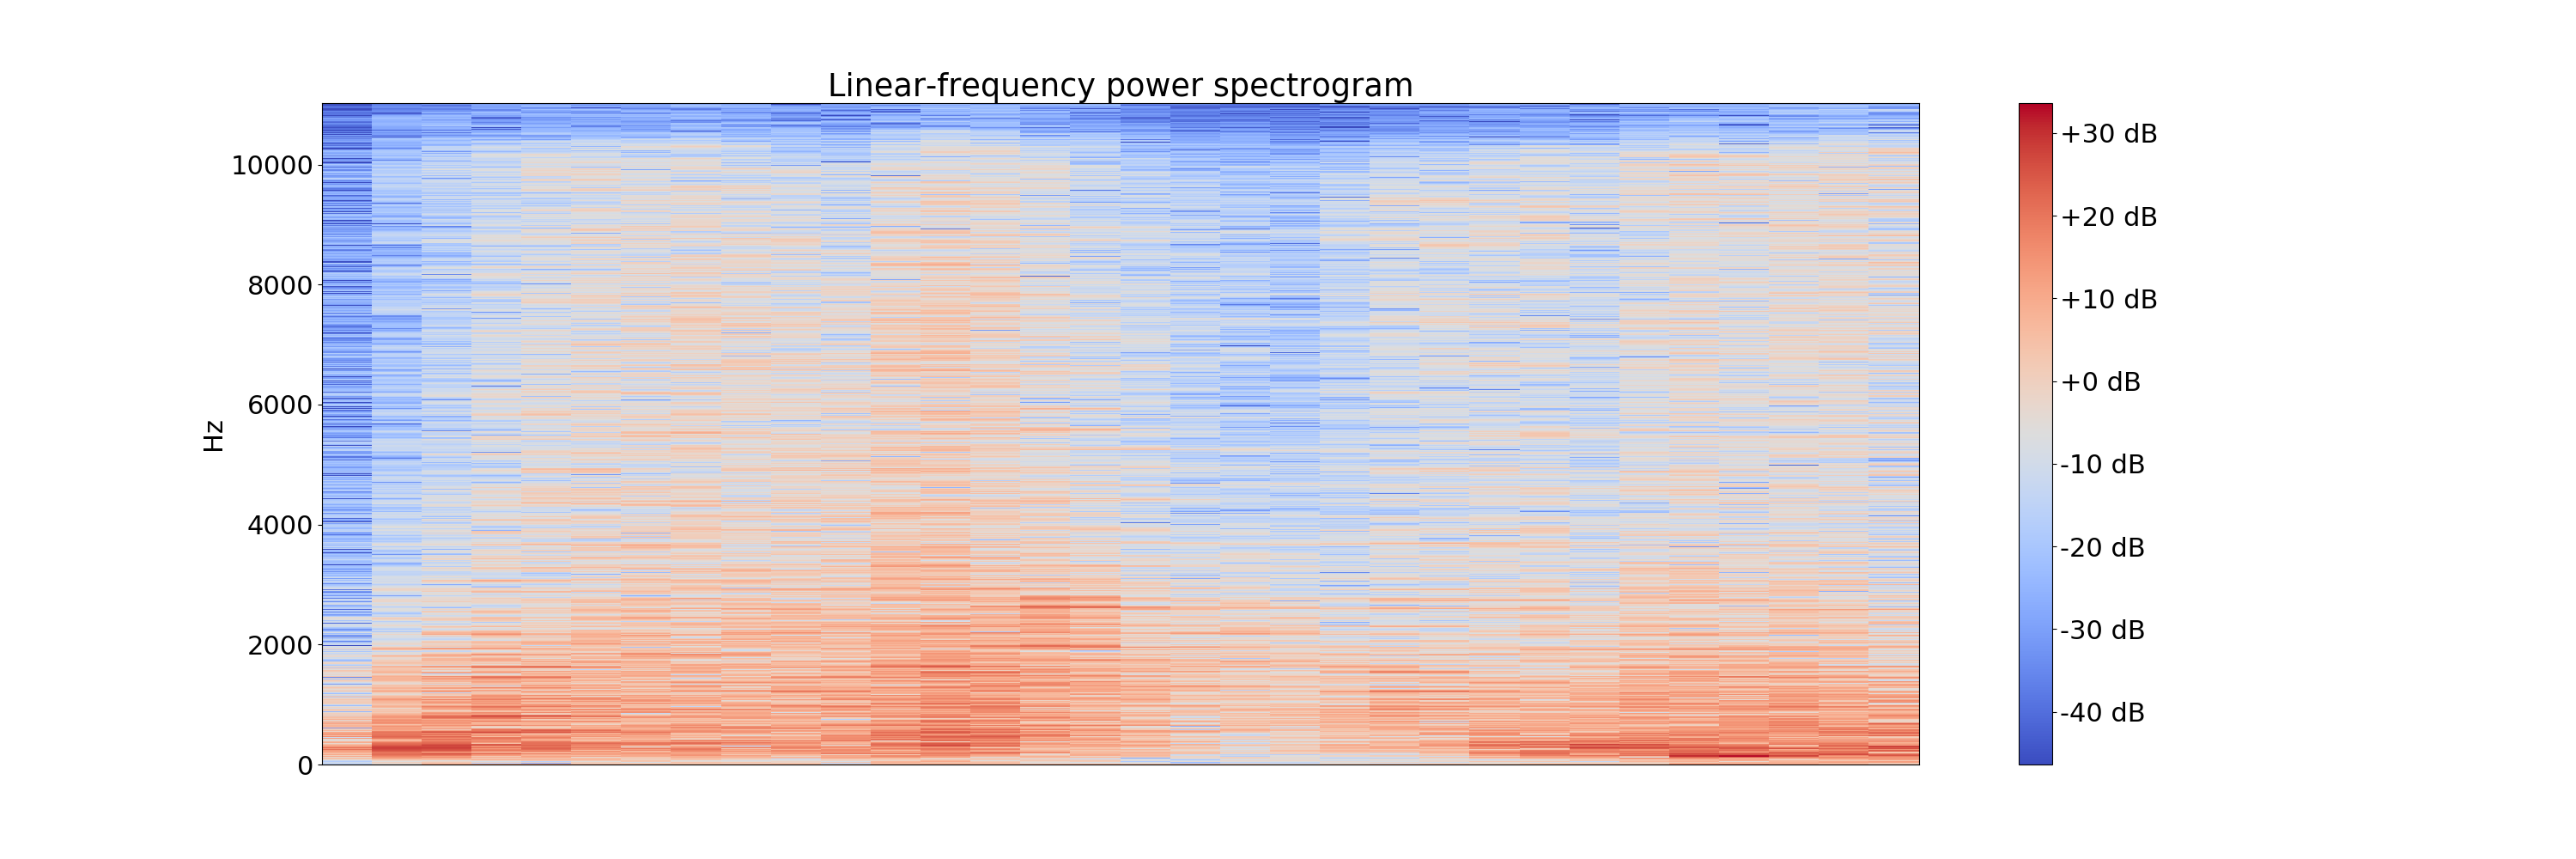 Linear-frequency power spectrogram
Hz
10000
8000
6000
4000
2000
0
+30 dB
+20 dB
+10 dB
+0 dB
-10 dB
-20 dB
-30 dB
-40 dB